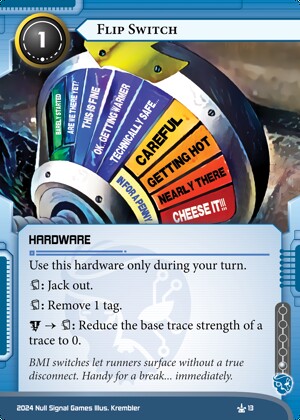 1
FLIP SWITCH
BARELY STARTED
ARE WE THERE YET?
THIS IS FINE
OK. GETTING WARMER
TECHNICALLY SAFE...
CAREFUL
GETTING HOT
NEARLY THERE
CHEESE IT!!!
IN FOR A PENNY
HARDWARE
Use this hardware only during your turn.
: Jack out.
: Remove 1 tag.
→ : Reduce the base trace strength of a
trace to 0.
BMI switches let runners surface without a true
disconnect. Handy for a break... immediately.
2024 Null Signal Games Illus. Krembler
13